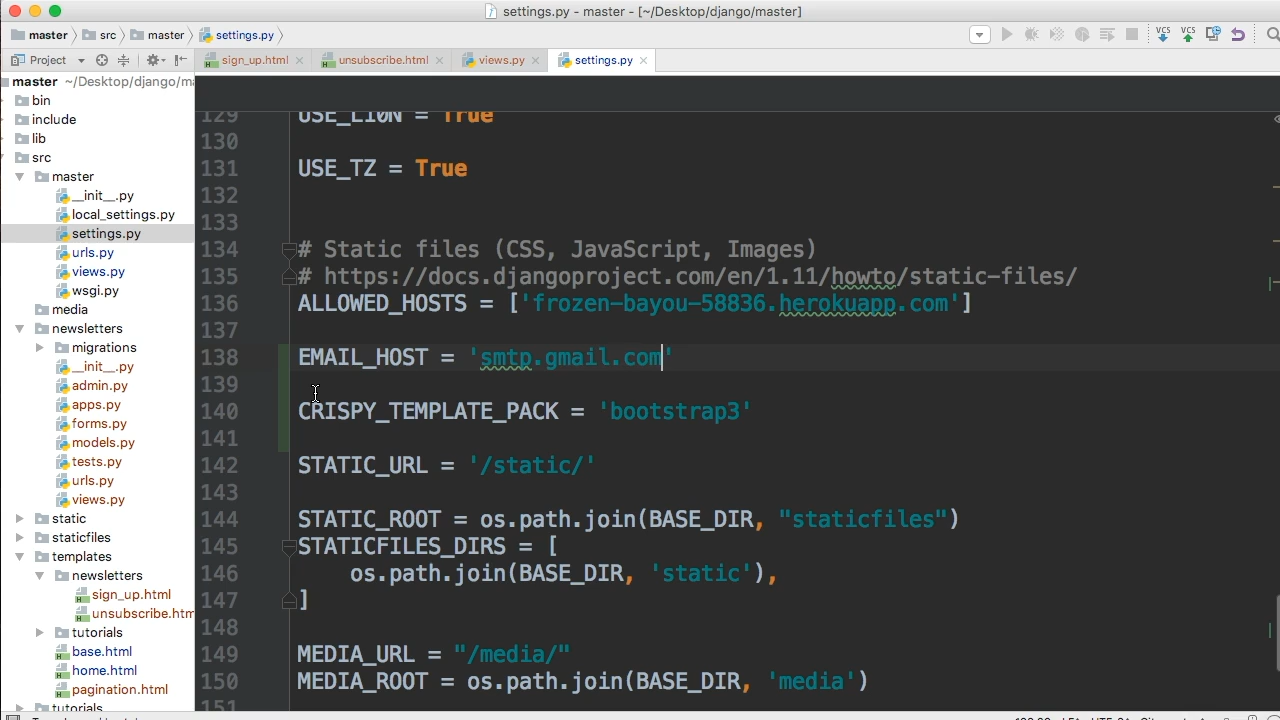 settings.py - master - [~/Desktop/django/master]
master src master settings.py
Project sign_up.html unsubscribe.html views.py settings.py
master ~/Desktop/django/ma
bin
include
lib
src
master
__init__.py
local_settings.py
settings.py
urls.py
views.py
wsgi.py
media
newsletters
migrations
__init__.py
admin.py
apps.py
forms.py
models.py
tests.py
urls.py
views.py
static
staticfiles
templates
newsletters
sign_up.html
unsubscribe.htm
tutorials
base.html
home.html
pagination.html
tutorials
VCS VCS
129 USE_L10N = True
130
131 USE_TZ = True
132
133
134 # Static files (CSS, JavaScript, Images)
135 # https://docs.djangoproject.com/en/1.11/howto/static-files/
136 ALLOWED_HOSTS = ['frozen-bayou-58836.herokuapp.com']
137
138 EMAIL_HOST = 'smtp.gmail.com'
139
140 CRISPY_TEMPLATE_PACK = 'bootstrap3'
141
142 STATIC_URL = '/static/'
143
144 STATIC_ROOT = os.path.join(BASE_DIR, "staticfiles")
145 STATICFILES_DIRS = [
146 os.path.join(BASE_DIR, 'static'),
147 ]
148
149 MEDIA_URL = "/media/"
150 MEDIA_ROOT = os.path.join(BASE_DIR, 'media')
151